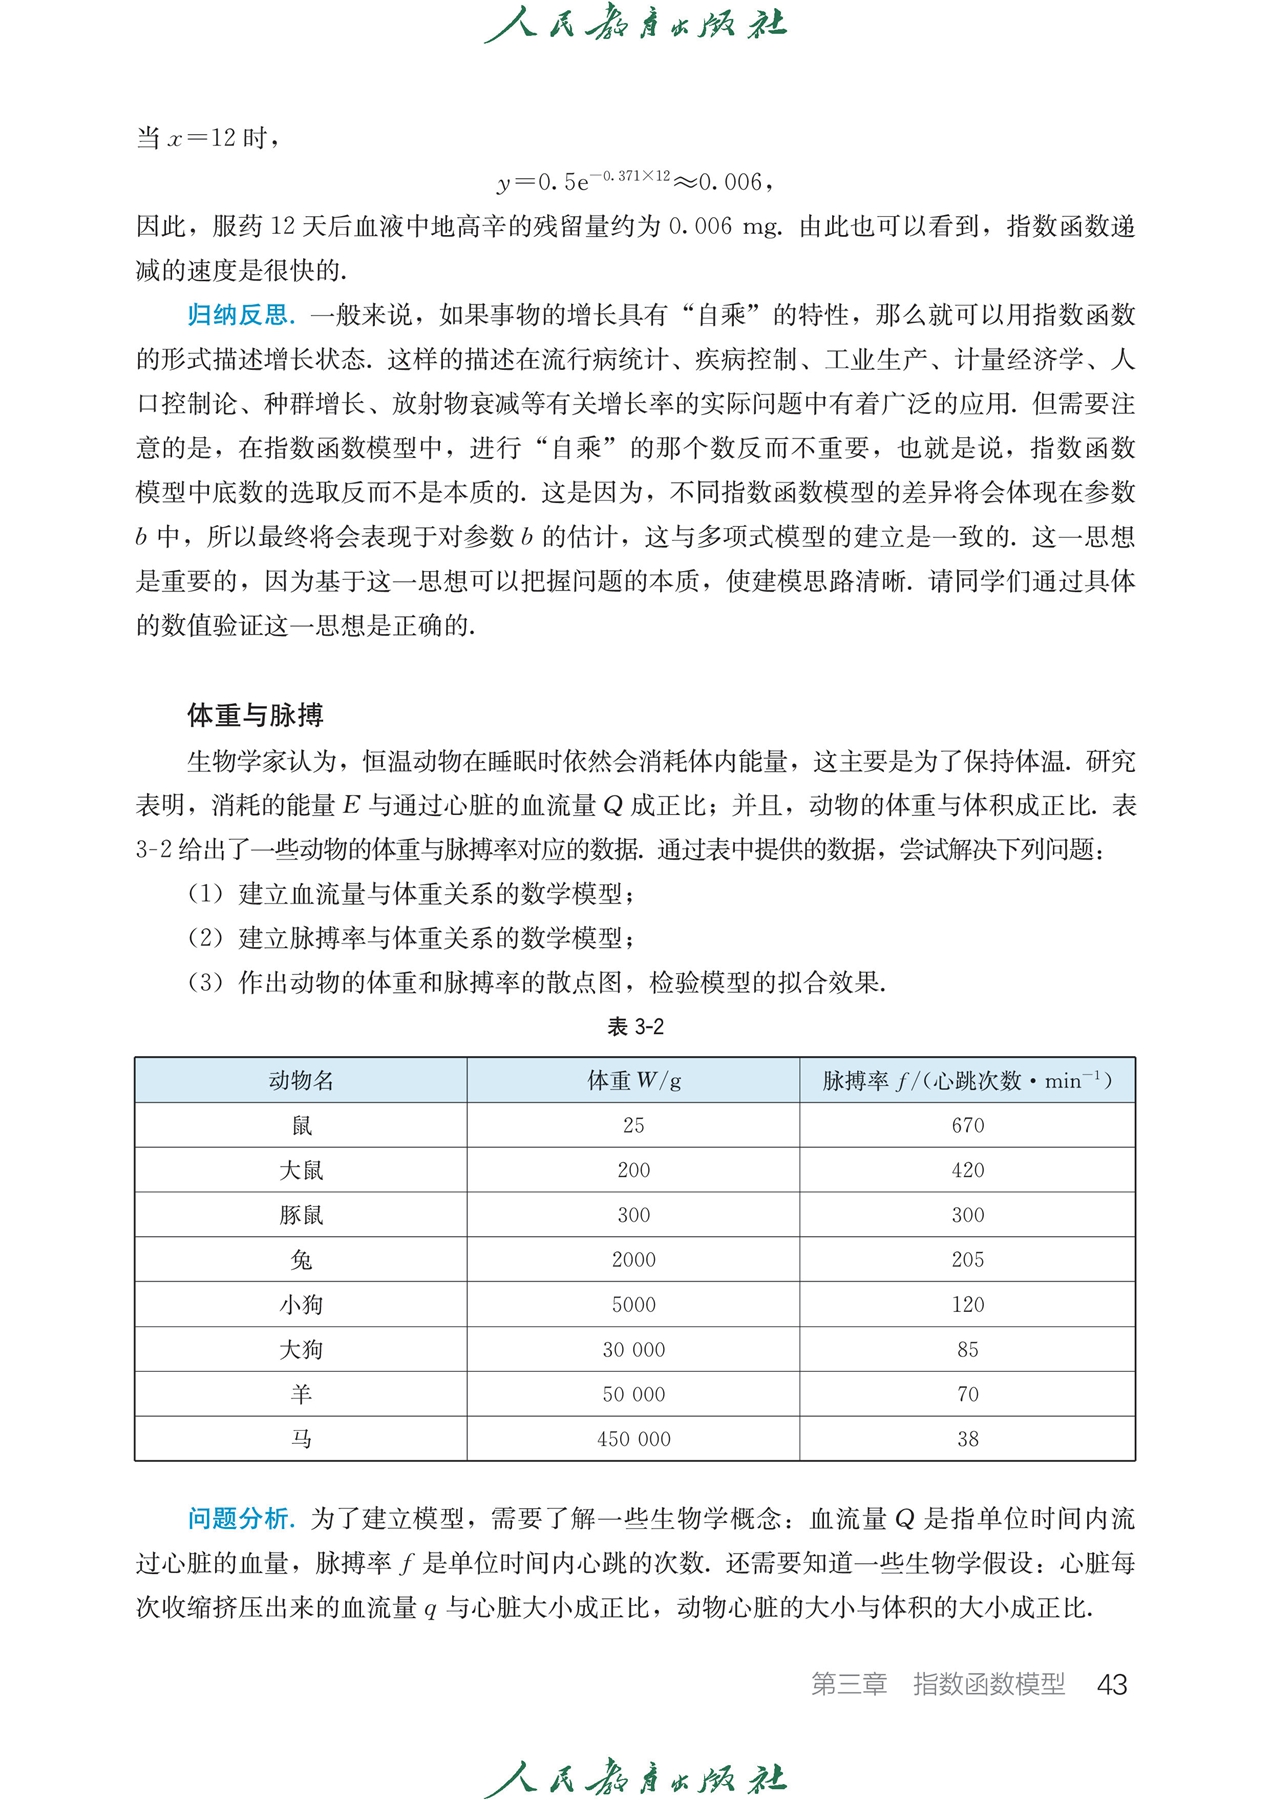 人民教育出版社
当 x＝12 时，
y＝0.5e−0.371×12≈0.006，
因此，服药 12 天后血液中地高辛的残留量约为 0.006 mg. 由此也可以看到，指数函数递
减的速度是很快的.
归纳反思. 一般来说，如果事物的增长具有“自乘”的特性，那么就可以用指数函数
的形式描述增长状态. 这样的描述在流行病统计、疾病控制、工业生产、计量经济学、人
口控制论、种群增长、放射物衰减等有关增长率的实际问题中有着广泛的应用. 但需要注
意的是，在指数函数模型中，进行“自乘”的那个数反而不重要，也就是说，指数函数
模型中底数的选取反而不是本质的. 这是因为，不同指数函数模型的差异将会体现在参数
b 中，所以最终将会表现于对参数 b 的估计，这与多项式模型的建立是一致的. 这一思想
是重要的，因为基于这一思想可以把握问题的本质，使建模思路清晰. 请同学们通过具体
的数值验证这一思想是正确的.
体重与脉搏
生物学家认为，恒温动物在睡眠时依然会消耗体内能量，这主要是为了保持体温. 研究
表明，消耗的能量 E 与通过心脏的血流量 Q 成正比；并且，动物的体重与体积成正比. 表
3-2 给出了一些动物的体重与脉搏率对应的数据. 通过表中提供的数据，尝试解决下列问题：
（1）建立血流量与体重关系的数学模型；
（2）建立脉搏率与体重关系的数学模型；
（3）作出动物的体重和脉搏率的散点图，检验模型的拟合效果.
表 3-2
动物名 体重 W/g 脉搏率 f/(心跳次数·min−1)
鼠 25 670
大鼠 200 420
豚鼠 300 300
兔 2000 205
小狗 5000 120
大狗 30 000 85
羊 50 000 70
马 450 000 38
问题分析. 为了建立模型，需要了解一些生物学概念：血流量 Q 是指单位时间内流
过心脏的血量，脉搏率 f 是单位时间内心跳的次数. 还需要知道一些生物学假设：心脏每
次收缩挤压出来的血流量 q 与心脏大小成正比，动物心脏的大小与体积的大小成正比.
第三章 指数函数模型 43
人民教育出版社